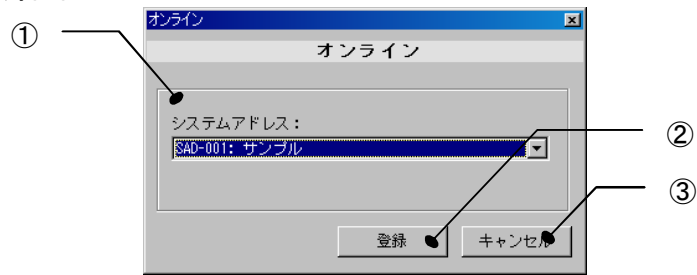 オンライン
①
オンライン
システムアドレス：
SAD-001: サンプル
②
③
登録
キャンセル